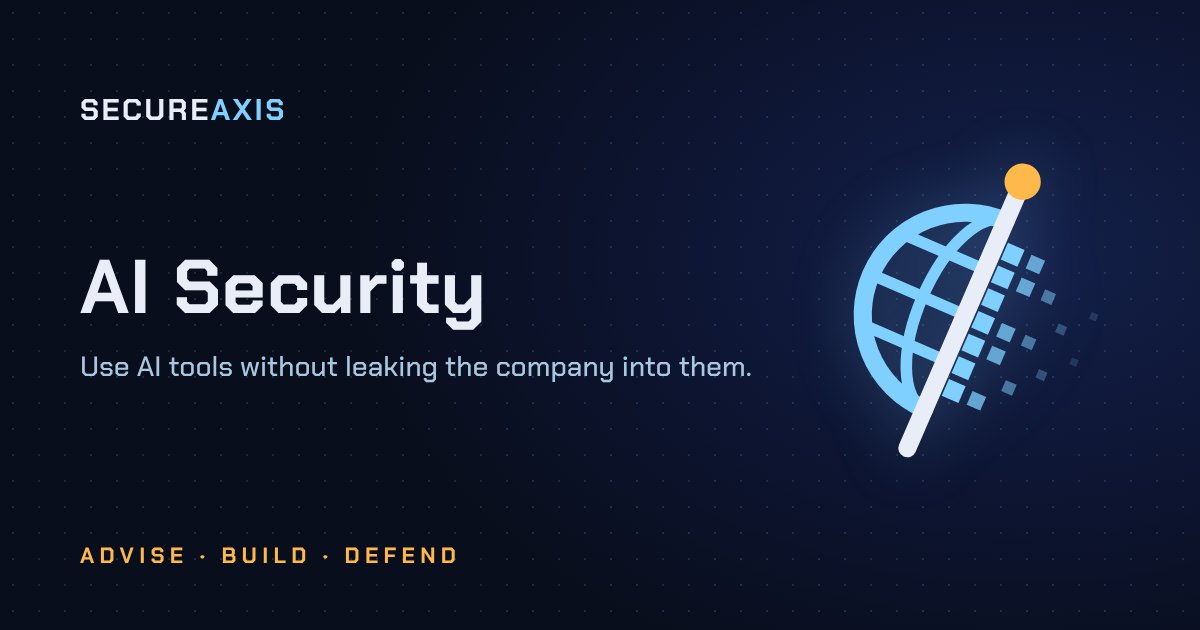 SECUREAXIS
AI Security
Use AI tools without leaking the company into them.
ADVISE · BUILD · DEFEND